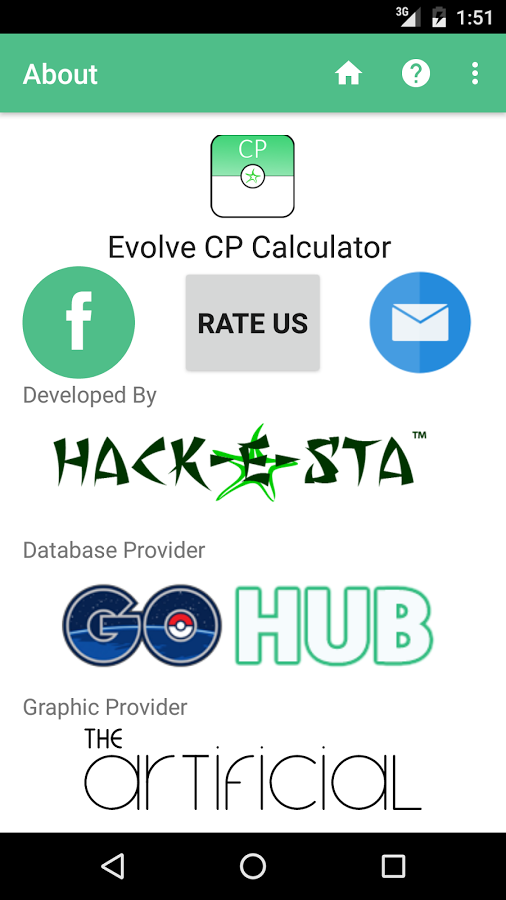 3G 1:51
About
CP
Evolve CP Calculator
f
RATE US
Developed By
HACK-E-STA™
Database Provider
GO HUB
Graphic Provider
THE
artificial